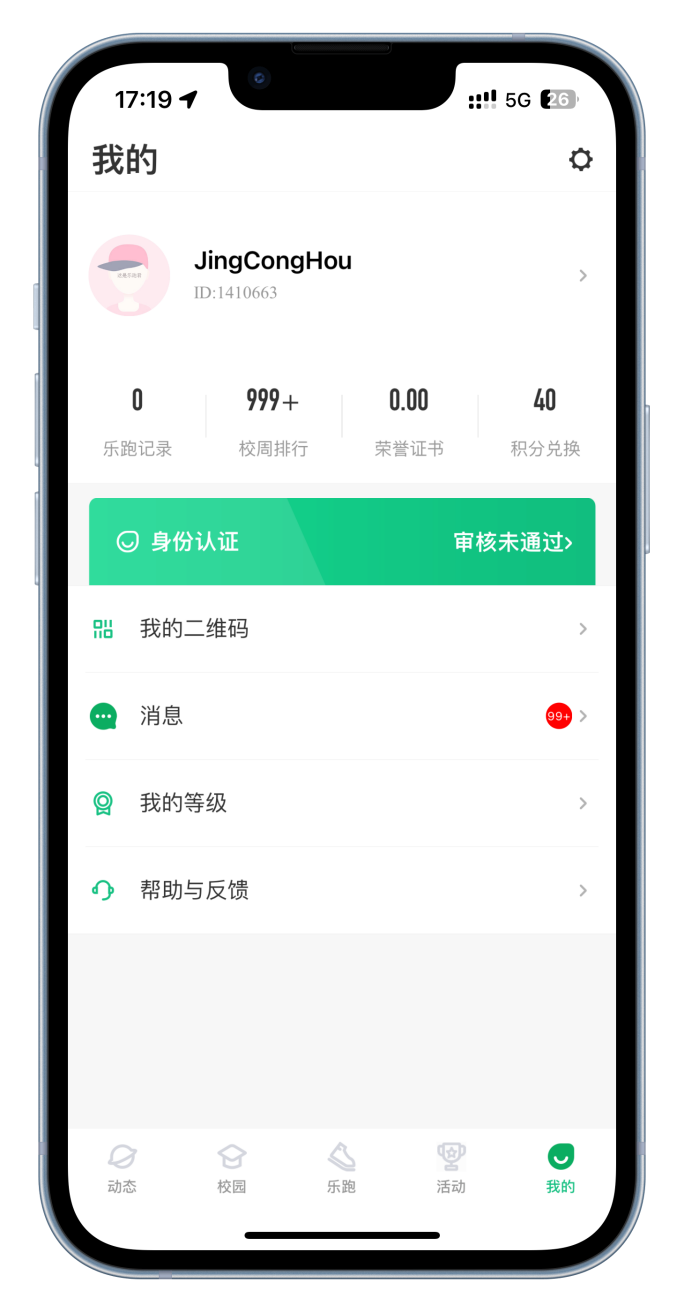 17:19 5G 26
我的
JingCongHou
ID:1410663
0 999+ 0.00 40
乐跑记录 校周排行 荣誉证书 积分兑换
身份认证 审核未通过
我的二维码
消息 99+
我的等级
帮助与反馈
动态 校园 乐跑 活动 我的